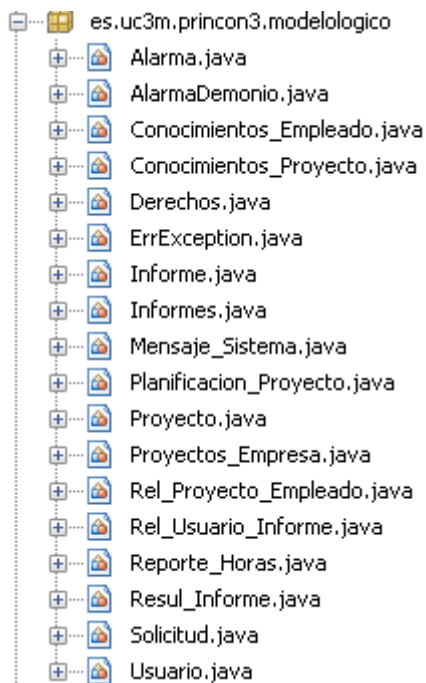 es.uc3m.princon3.modelologico
Alarma.java
AlarmaDemonio.java
Conocimientos_Empleado.java
Conocimientos_Proyecto.java
Derechos.java
ErrException.java
Informe.java
Informes.java
Mensaje_Sistema.java
Planificacion_Proyecto.java
Proyecto.java
Proyectos_Empresa.java
Rel_Proyecto_Empleado.java
Rel_Usuario_Informe.java
Reporte_Horas.java
Resul_Informe.java
Solicitud.java
Usuario.java